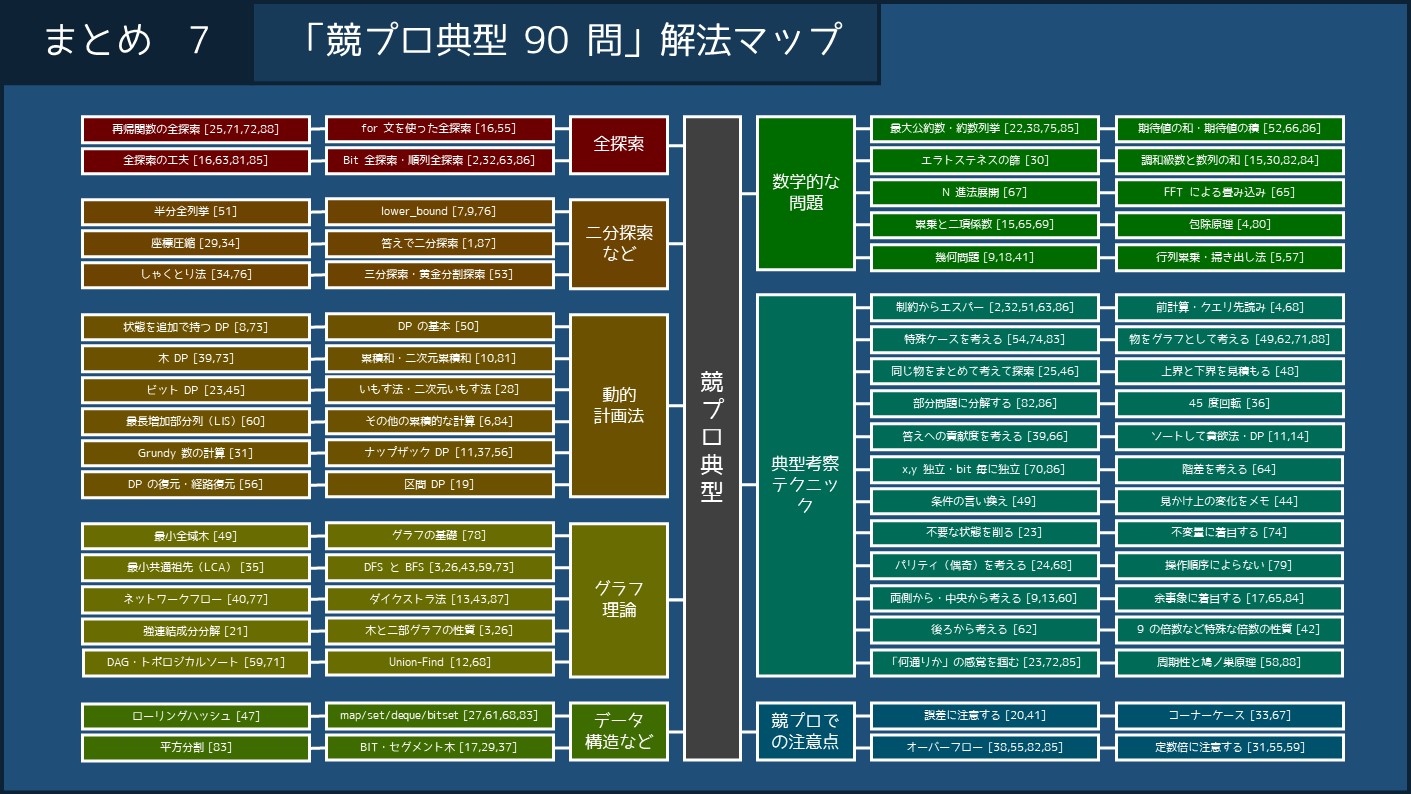 まとめ 7
「競プロ典型 90 問」解法マップ
再帰関数の全探索 [25,71,72,88]
for 文を使った全探索 [16,55]
全探索の工夫 [16,63,81,85]
Bit 全探索・順列全探索 [2,32,63,86]
全探索
半分全列挙 [51]
lower_bound [7,9,76]
座標圧縮 [29,34]
答えで二分探索 [1,87]
しゃくとり法 [34,76]
三分探索・黄金分割探索 [53]
二分探索
など
状態を追加で持つ DP [8,73]
DP の基本 [50]
木 DP [39,73]
累積和・二次元累積和 [10,81]
ビット DP [23,45]
いもす法・二次元いもす法 [28]
最長増加部分列（LIS）[60]
その他の累積的な計算 [6,84]
Grundy 数の計算 [31]
ナップザック DP [11,37,56]
DP の復元・経路復元 [56]
区間 DP [19]
動的
計画法
最小全域木 [49]
グラフの基礎 [78]
最小共通祖先（LCA） [35]
DFS と BFS [3,26,43,59,73]
ネットワークフロー [40,77]
ダイクストラ法 [13,43,87]
強連結成分分解 [21]
木と二部グラフの性質 [3,26]
DAG・トポロジカルソート [59,71]
Union-Find [12,68]
グラフ
理論
ローリングハッシュ [47]
map/set/deque/bitset [27,61,68,83]
平方分割 [83]
BIT・セグメント木 [17,29,37]
データ
構造など
競プロ典型
数学的な
問題
最大公約数・約数列挙 [22,38,75,85]
期待値の和・期待値の積 [52,66,86]
エラトステネスの篩 [30]
調和級数と数列の和 [15,30,82,84]
N 進法展開 [67]
FFT による畳み込み [65]
累乗と二項係数 [15,65,69]
包除原理 [4,80]
幾何問題 [9,18,41]
行列累乗・掃き出し法 [5,57]
典型考察
テクニッ
ク
制約からエスパー [2,32,51,63,86]
前計算・クエリ先読み [4,68]
特殊ケースを考える [54,74,83]
物をグラフとして考える [49,62,71,88]
同じ物をまとめて考えて探索 [25,46]
上界と下界を見積もる [48]
部分問題に分解する [82,86]
45 度回転 [36]
答えへの貢献度を考える [39,66]
ソートして貪欲法・DP [11,14]
x,y 独立・bit 毎に独立 [70,86]
階差を考える [64]
条件の言い換え [49]
見かけ上の変化をメモ [44]
不要な状態を削る [23]
不変量に着目する [74]
パリティ（偶奇）を考える [24,68]
操作順序によらない [79]
両側から・中央から考える [9,13,60]
余事象に着目する [17,65,84]
後ろから考える [62]
9 の倍数など特殊な倍数の性質 [42]
「何通りか」の感覚を掴む [23,72,85]
周期性と鳩ノ巣原理 [58,88]
競プロで
の注意点
誤差に注意する [20,41]
コーナーケース [33,67]
オーバーフロー [38,55,82,85]
定数倍に注意する [31,55,59]